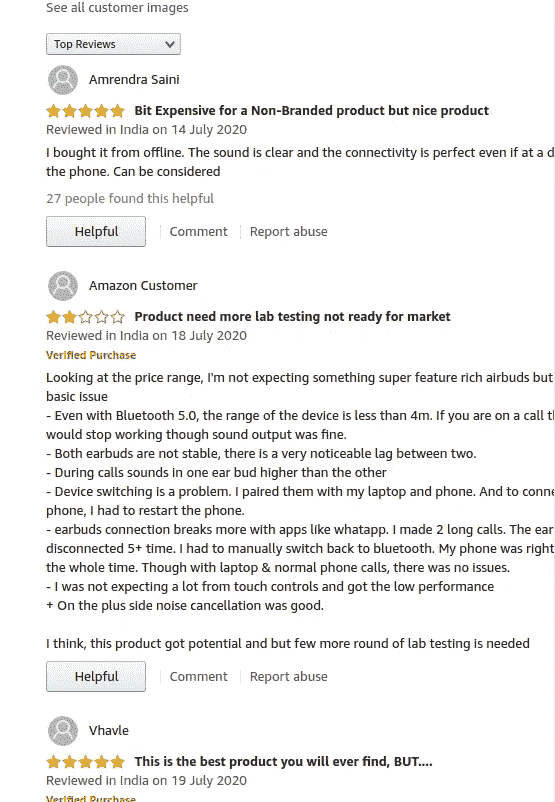 See all customer images
Top Reviews
Amrendra Saini
Bit Expensive for a Non-Branded product but nice product
Reviewed in India on 14 July 2020
I bought it from offline. The sound is clear and the connectivity is perfect even if at a d
the phone. Can be considered
27 people found this helpful
Helpful Comment Report abuse
Amazon Customer
Product need more lab testing not ready for market
Reviewed in India on 18 July 2020
Verified Purchase
Looking at the price range, I'm not expecting something super feature rich airbuds but
basic issue
- Even with Bluetooth 5.0, the range of the device is less than 4m. If you are on a call th
would stop working though sound output was fine.
- Both earbuds are not stable, there is a very noticeable lag between two.
- During calls sounds in one ear bud higher than the other
- Device switching is a problem. I paired them with my laptop and phone. And to conne
phone, I had to restart the phone.
- earbuds connection breaks more with apps like whatapp. I made 2 long calls. The ear
disconnected 5+ time. I had to manually switch back to bluetooth. My phone was right
the whole time. Though with laptop & normal phone calls, there was no issues.
- I was not expecting a lot from touch controls and got the low performance
+ On the plus side noise cancellation was good.
I think, this product got potential and but few more round of lab testing is needed
Helpful Comment Report abuse
Vhavle
This is the best product you will ever find, BUT....
Reviewed in India on 19 July 2020
Verified Purchase